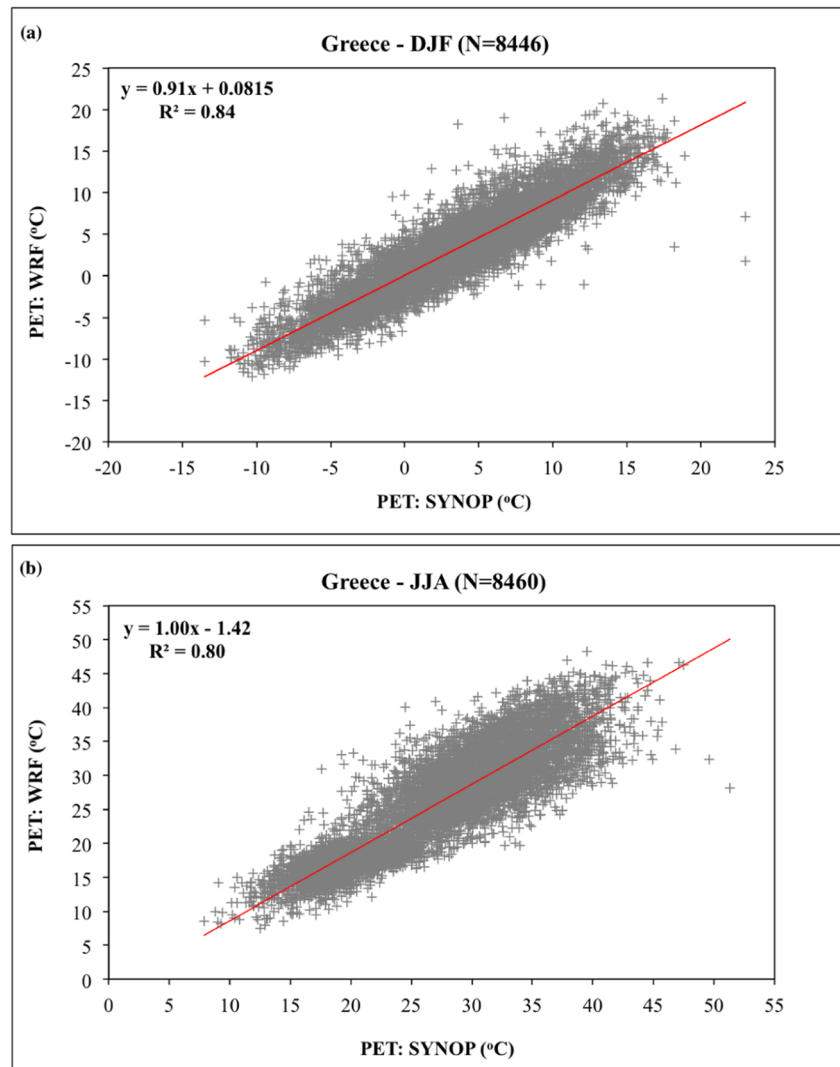 (a)
Greece - DJF (N=8446)
y = 0.91x + 0.0815
R² = 0.84
25
20
15
10
5
0
-5
-10
-15
-20
PET: WRF (°C)
-20 -15 -10 -5 0 5 10 15 20 25
PET: SYNOP (°C)
(b)
Greece - JJA (N=8460)
y = 1.00x - 1.42
R² = 0.80
55
50
45
40
35
30
25
20
15
10
5
0
PET: WRF (°C)
0 5 10 15 20 25 30 35 40 45 50 55
PET: SYNOP (°C)